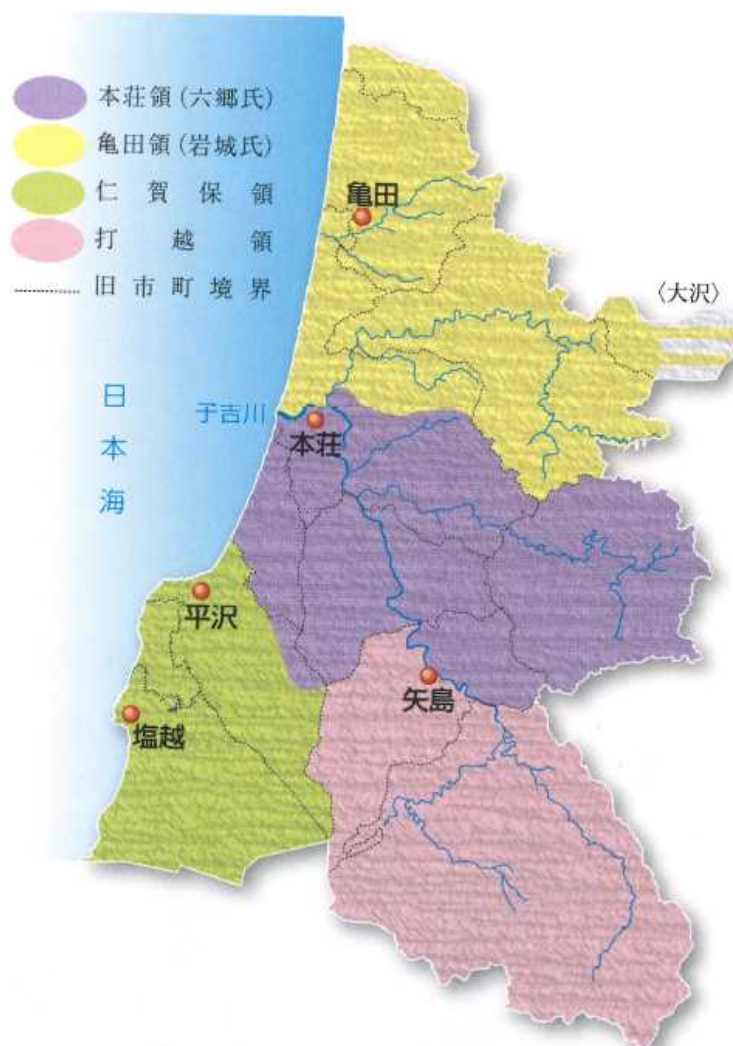 本荘領(六郷氏)
亀田領(岩城氏)
仁賀保領
打越領
旧市町境界
亀田
〈大沢〉
日本海
子吉川
本荘
平沢
矢島
塩越